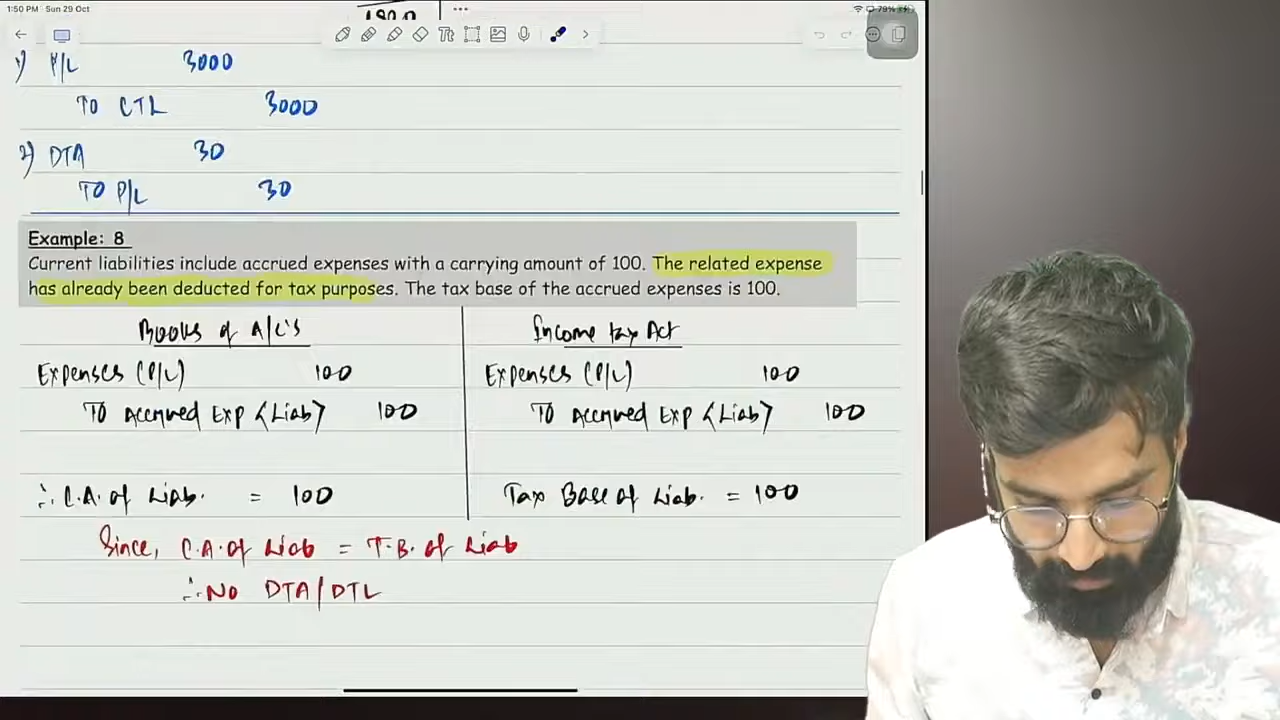 1:50 PM Sun 29 Oct
79%
1) P/L 3000
TO CTL 3000
2) DTA 30
TO P/L 30
Example: 8
Current liabilities include accrued expenses with a carrying amount of 100. The related expense
has already been deducted for tax purposes. The tax base of the accrued expenses is 100.
Books of A/c's
Income tax Act
Expenses (P/L) 100
Expenses (P/L) 100
TO Accrued Exp (Liab) 100
TO Accrued Exp (Liab) 100
∴ C.A. of Liab. = 100
Tax Base of Liab. = 100
Since, C.A. of Liab = T.B. of Liab
∴ No DTA/DTL